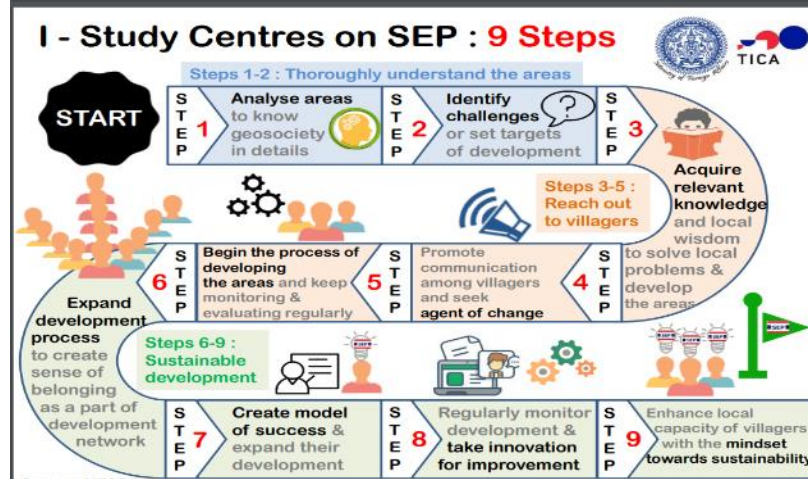 I - Study Centres on SEP : 9 Steps
TICA
Steps 1-2 : Thoroughly understand the areas
START
STEP
1
Analyse areas
to know
geosociety
in details
STEP
2
Identify
challenges
or set targets
of development
STEP
3
Acquire
relevant
knowledge
and local
wisdom
to solve local
problems &
develop
the areas
Steps 3-5 :
Reach out
to villagers
STEP
4
Promote
communication
among villagers
and seek
agent of change
STEP
5
Begin the process of
developing
the areas and keep
monitoring &
evaluating regularly
STEP
6
Expand
development
process
to create
sense of
belonging
as a part of
development
network
Steps 6-9 :
Sustainable
development
STEP
7
Create model
of success &
expand their
development
STEP
8
Regularly monitor
development &
take innovation
for improvement
STEP
9
Enhance local
capacity of villagers
with the mindset
towards sustainability